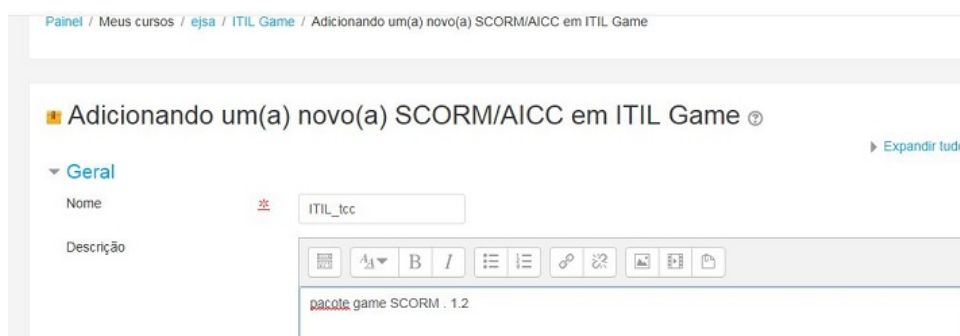 Painel / Meus cursos / ejsa / ITIL Game / Adicionando um(a) novo(a) SCORM/AICC em ITIL Game
Adicionando um(a) novo(a) SCORM/AICC em ITIL Game
Expandir tudo
Geral
Nome
ITIL_tcc
Descrição
pacote game SCORM . 1.2